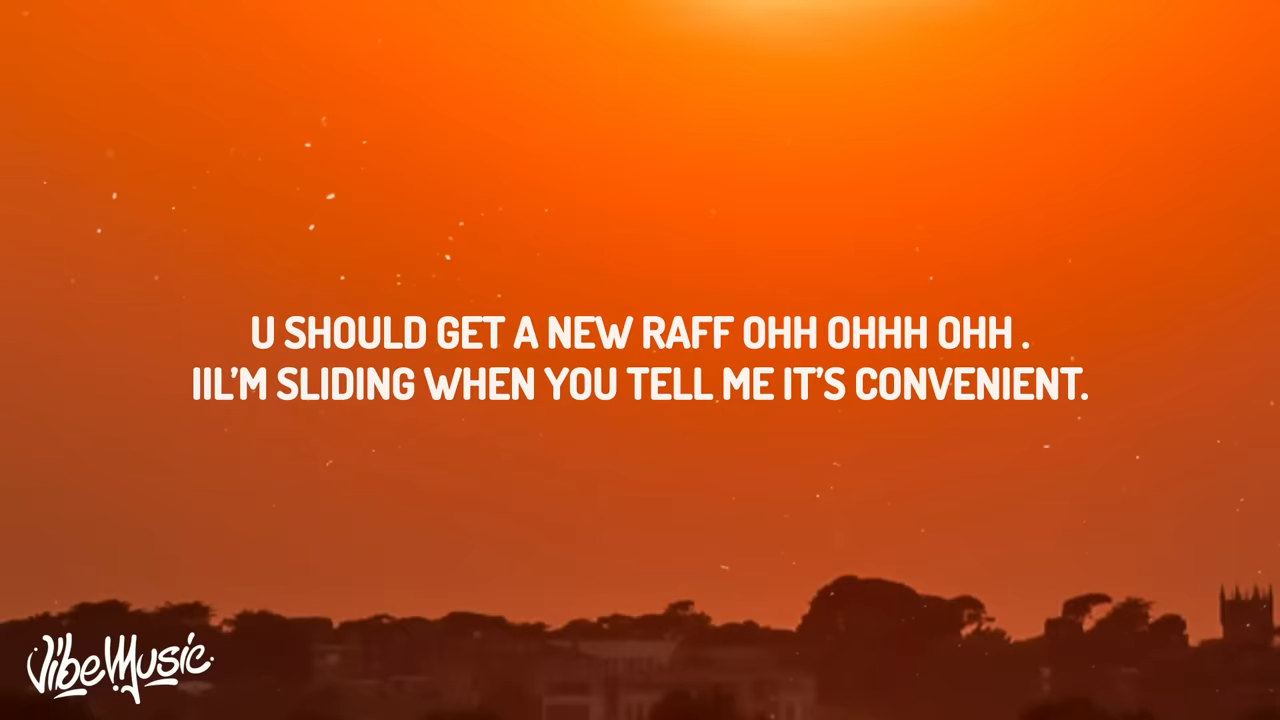 U SHOULD GET A NEW RAFF OHH OHHH OHH .
IIL’M SLIDING WHEN YOU TELL ME IT’S CONVENIENT.
VibeMusic